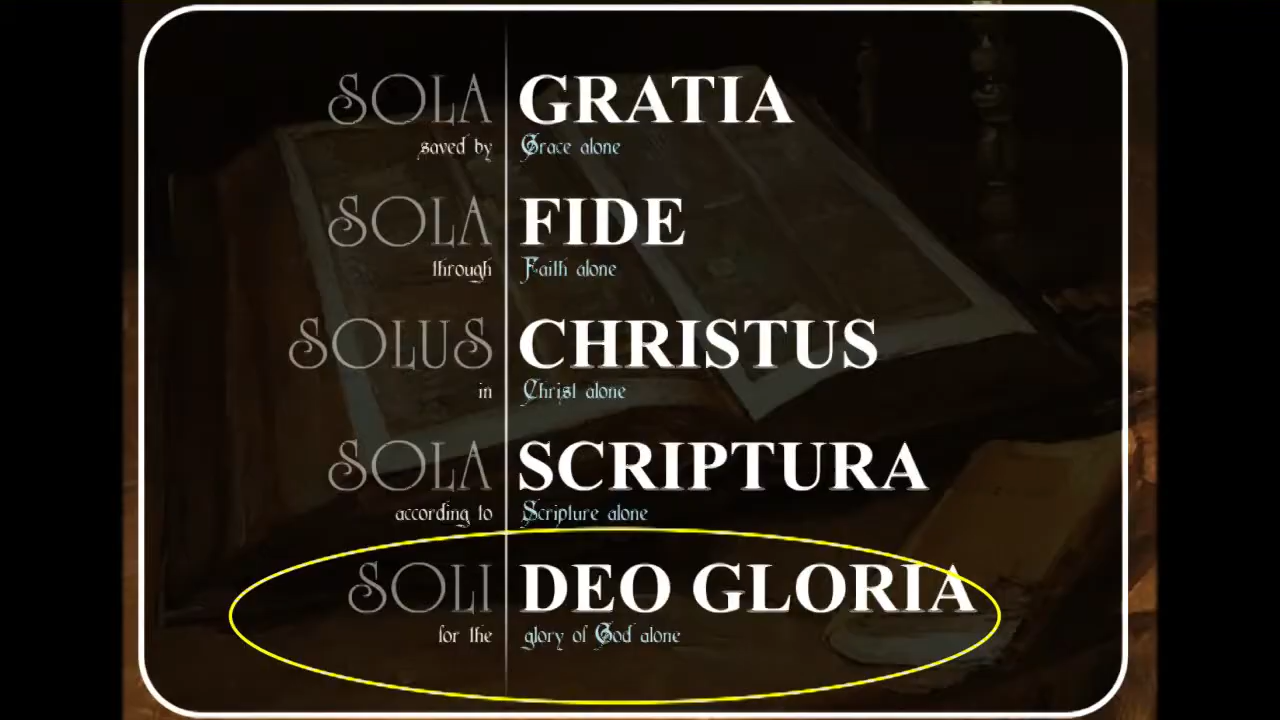 SOLA GRATIA
saved by Grace alone
SOLA FIDE
through Faith alone
SOLUS CHRISTUS
in Christ alone
SOLA SCRIPTURA
according to Scripture alone
SOLI DEO GLORIA
for the glory of God alone